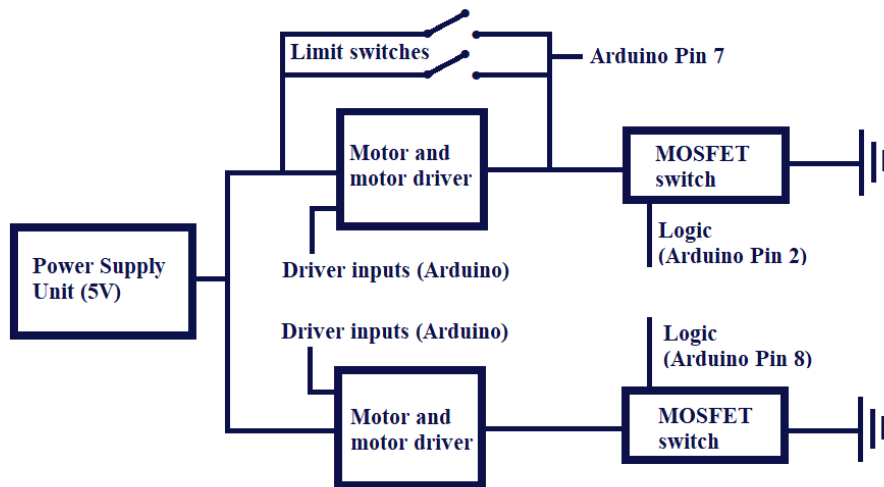 Limit switches
Arduino Pin 7
Motor and
motor driver
MOSFET
switch
Logic
(Arduino Pin 2)
Driver inputs (Arduino)
Power Supply
Unit (5V)
Driver inputs (Arduino)
Logic
(Arduino Pin 8)
Motor and
motor driver
MOSFET
switch